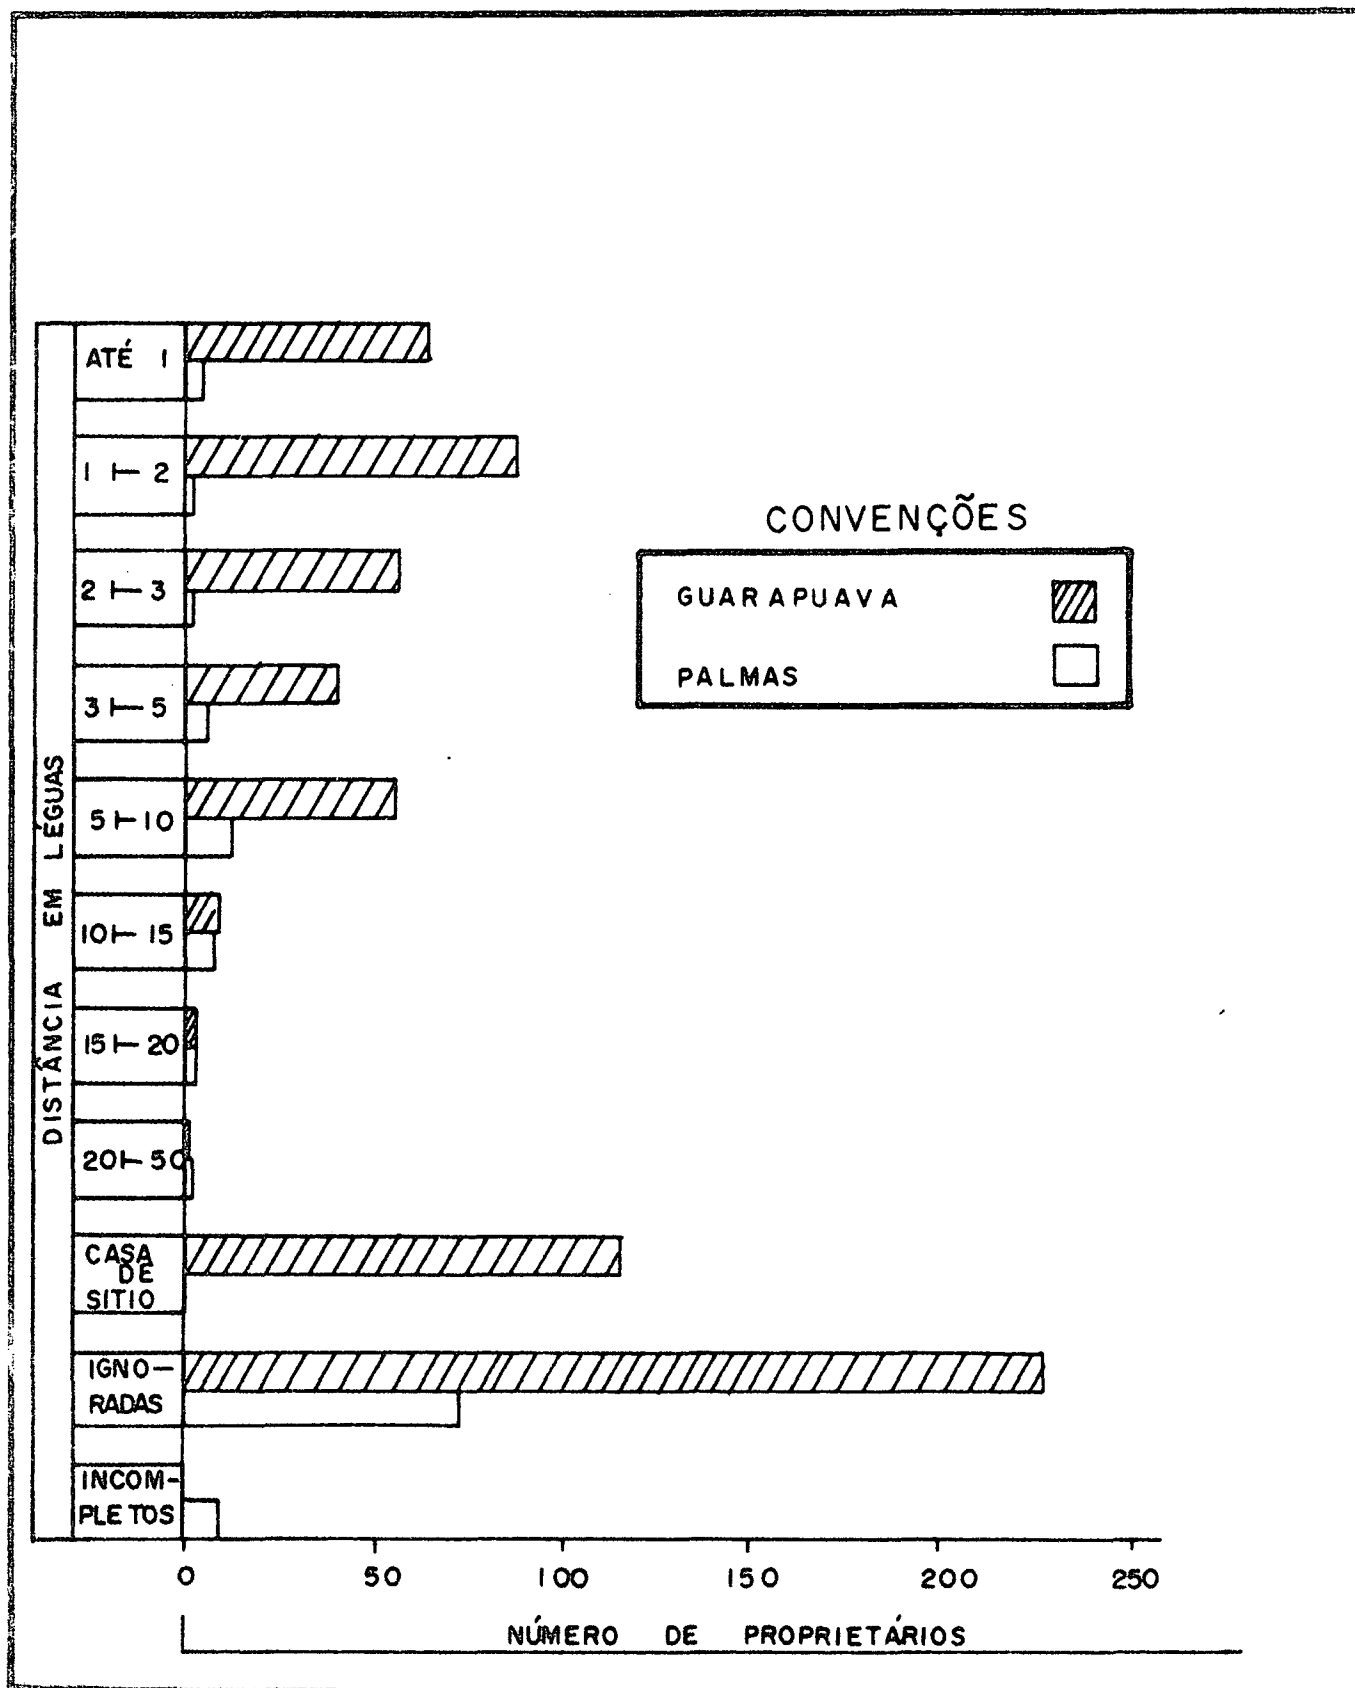 DISTÂNCIA EM LÉGUAS
ATÉ 1
1 ⊢ 2
2 ⊢ 3
3 ⊢ 5
5 ⊢ 10
10 ⊢ 15
15 ⊢ 20
20 ⊢ 50
CASA
DE
SITIO
IGNO-
RADAS
INCOM-
PLETOS
CONVENÇÕES
GUARAPUAVA
PALMAS
0 50 100 150 200 250
NÚMERO DE PROPRIETÁRIOS